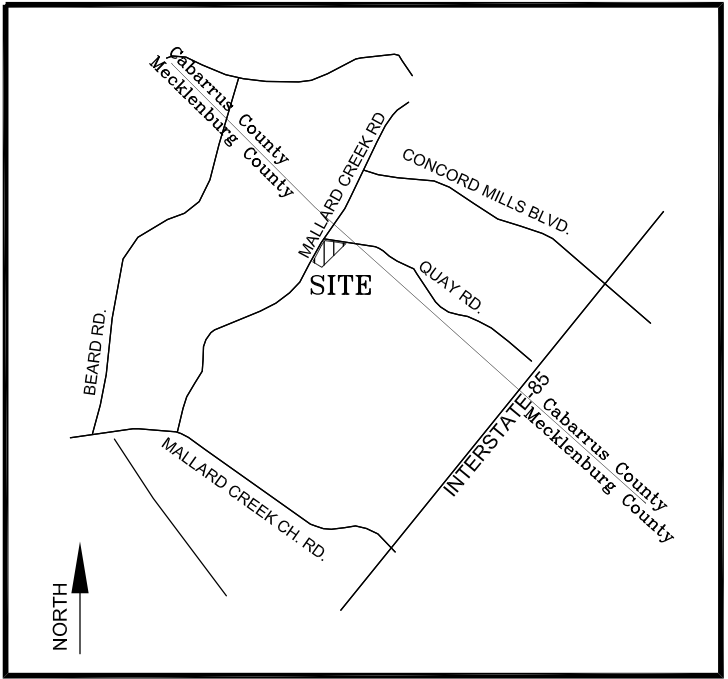 Cabarrus County
Mecklenburg County
MALLARD CREEK RD
CONCORD MILLS BLVD.
SITE
QUAY RD.
BEARD RD.
INTERSTATE 85
Cabarrus County
Mecklenburg County
MALLARD CREEK CH. RD.
NORTH